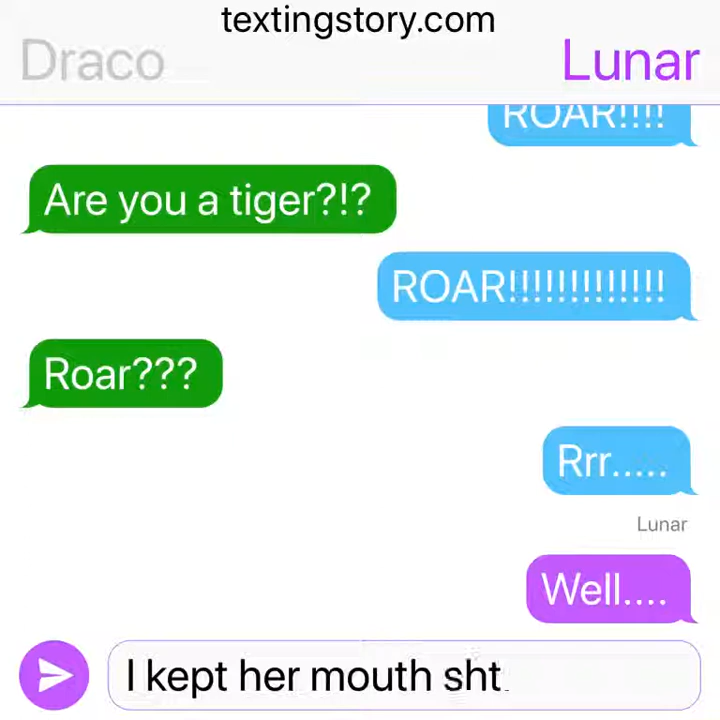 textingstory.com
Draco
Lunar
ROAR!!!!
Are you a tiger?!?
ROAR!!!!!!!!!!!!!
Roar???
Rrr.....
Lunar
Well....
I kept her mouth sht